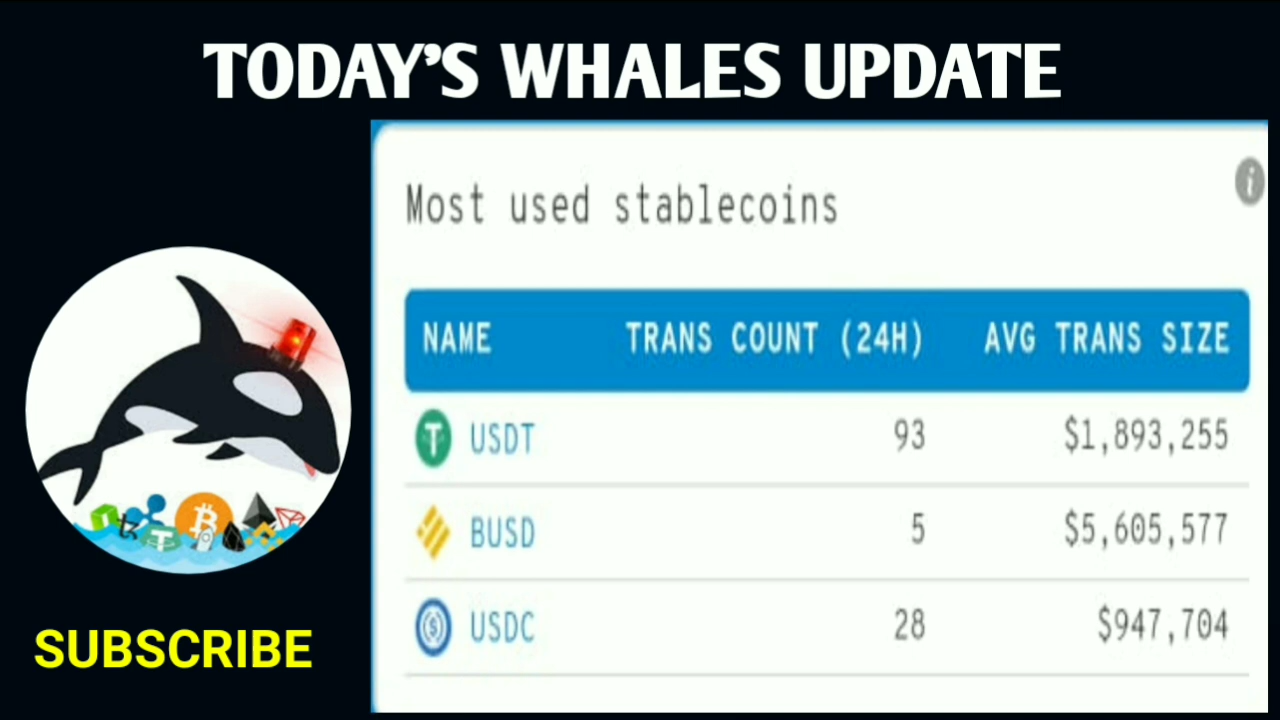 TODAY'S WHALES UPDATE
Most used stablecoins
NAME TRANS COUNT (24H) AVG TRANS SIZE
USDT 93 $1,893,255
BUSD 5 $5,605,577
USDC 28 $947,704
SUBSCRIBE